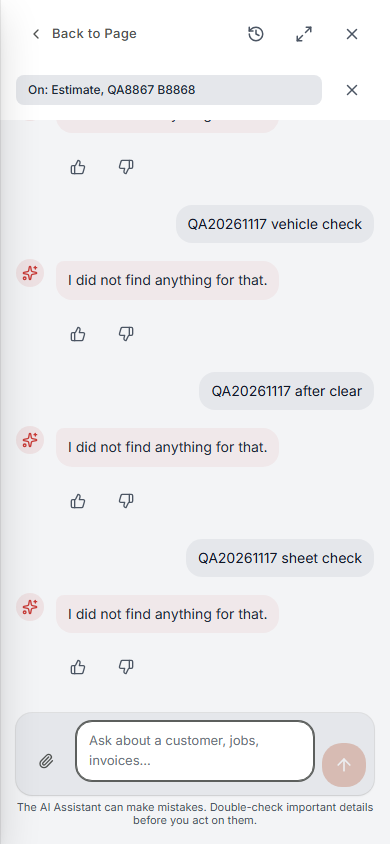 Back to Page
On: Estimate, QA8867 B8868
QA20261117 vehicle check
I did not find anything for that.
QA20261117 after clear
I did not find anything for that.
QA20261117 sheet check
I did not find anything for that.
Ask about a customer, jobs,
invoices...
The AI Assistant can make mistakes. Double-check important details
before you act on them.